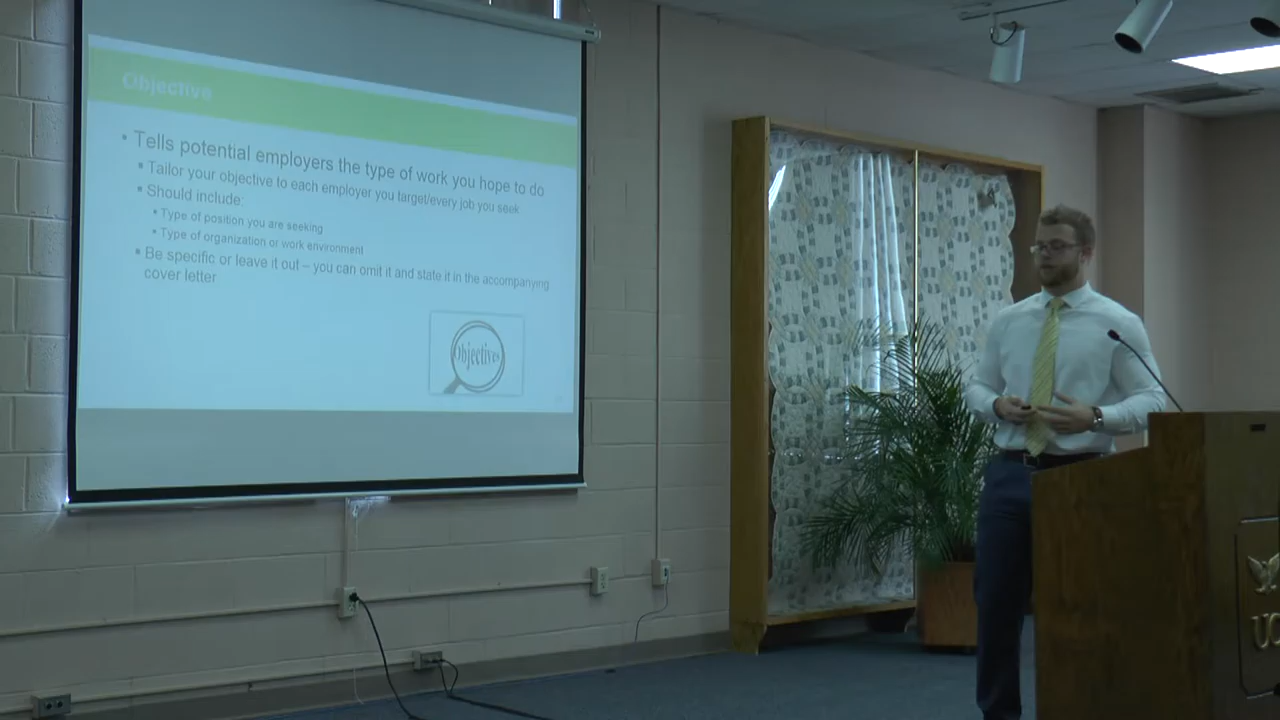 Objective
• Tells potential employers the type of work you hope to do
• Tailor your objective to each employer you target/every job you seek
• Should include:
• Type of position you are seeking
• Type of organization or work environment
• Be specific or leave it out – you can omit it and state it in the accompanying
cover letter
Objectives